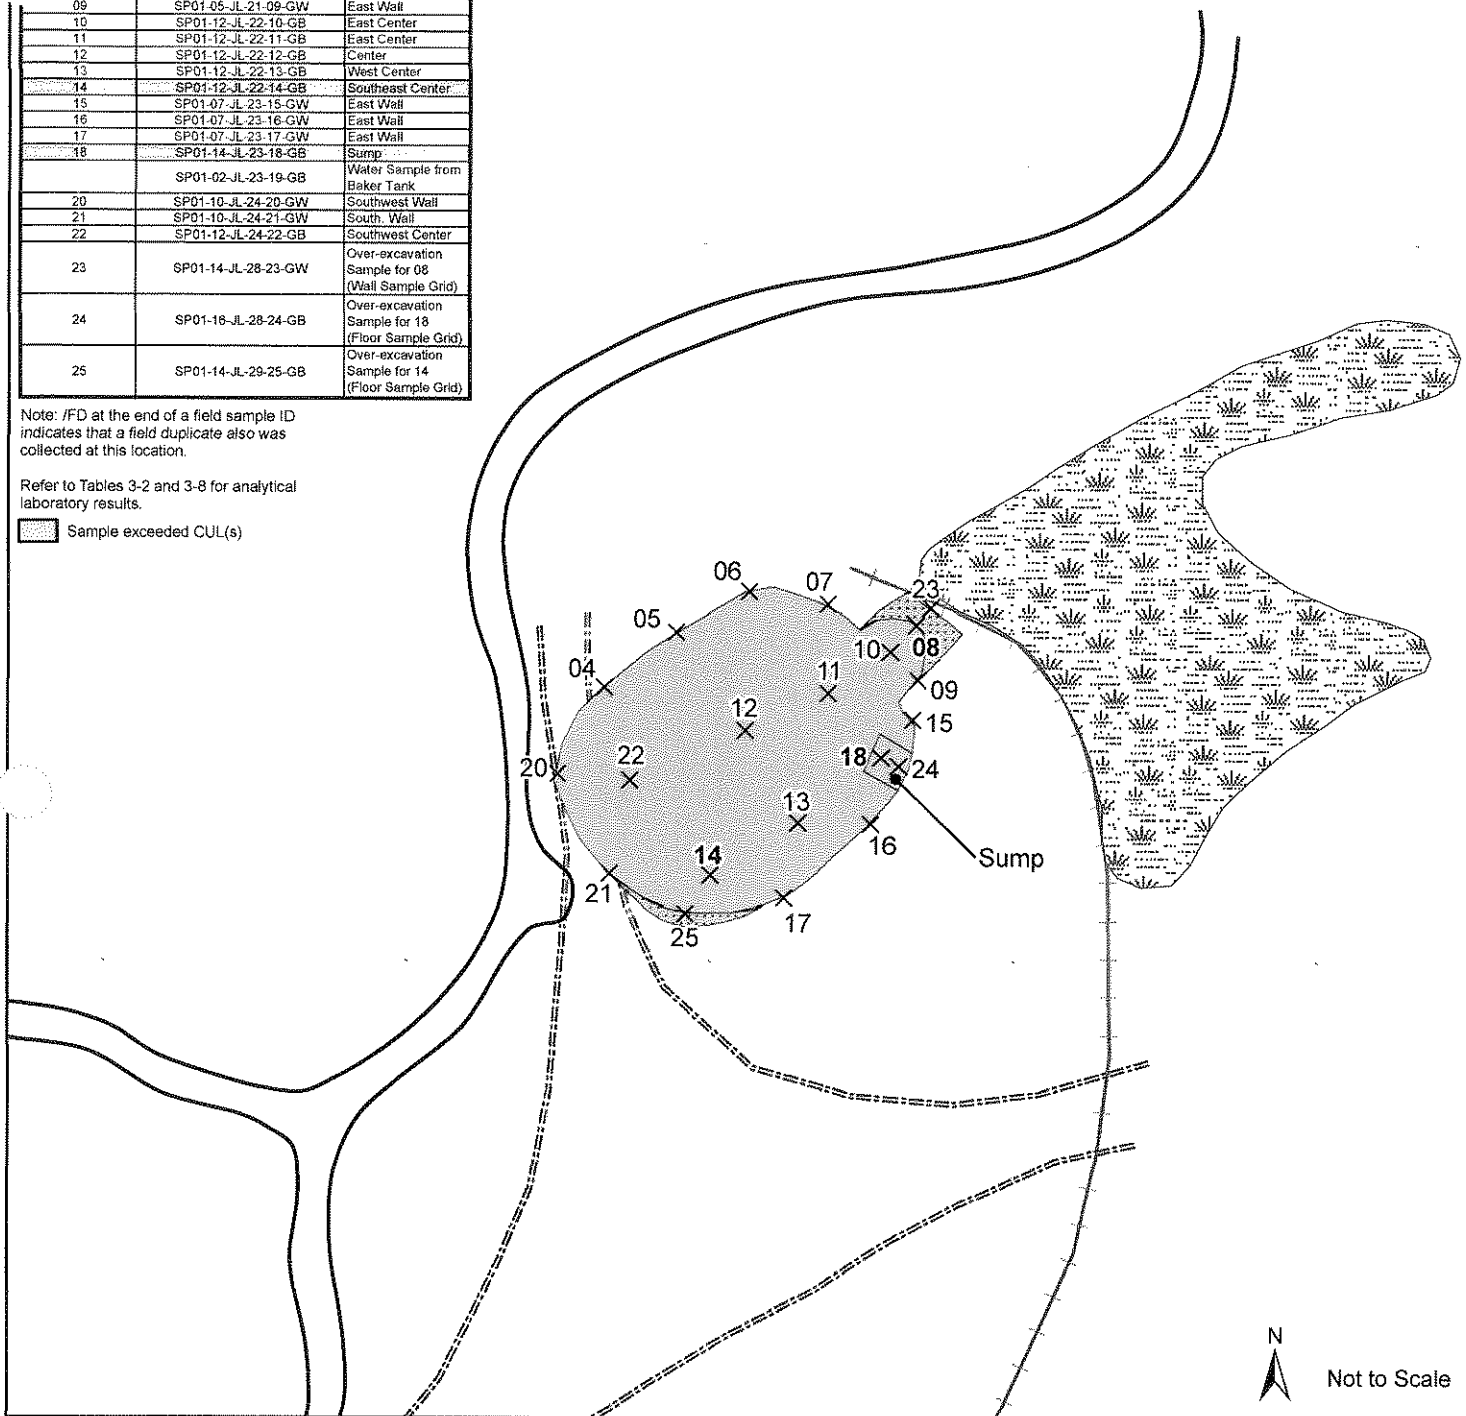 09 SP01-05-JL-21-09-GW East Wall
10 SP01-12-JL-22-10-GB East Center
11 SP01-12-JL-22-11-GB East Center
12 SP01-12-JL-22-12-GB Center
13 SP01-12-JL-22-13-GB West Center
14 SP01-12-JL-22-14-GB Southeast Center
15 SP01-07-JL-23-15-GW East Wall
16 SP01-07-JL-23-16-GW East Wall
17 SP01-07-JL-23-17-GW East Wall
18 SP01-14-JL-23-18-GB Sump
SP01-02-JL-23-19-GB Water Sample from
Baker Tank
20 SP01-10-JL-24-20-GW Southwest Wall
21 SP01-10-JL-24-21-GW South. Wall
22 SP01-12-JL-24-22-GB Southwest Center
Over-excavation
23 SP01-14-JL-28-23-GW Sample for 08
(Wall Sample Grid)
Over-excavation
24 SP01-16-JL-28-24-GB Sample for 18
(Floor Sample Grid)
Over-excavation
25 SP01-14-JL-29-25-GB Sample for 14
(Floor Sample Grid)
Note: /FD at the end of a field sample ID
indicates that a field duplicate also was
collected at this location.
Refer to Tables 3-2 and 3-8 for analytical
laboratory results.
Sample exceeded CUL(s)
06
07
23
05
10
08
04
11
09
12
15
20
22
18
24
13
16
Sump
14
21
17
25
N
Not to Scale